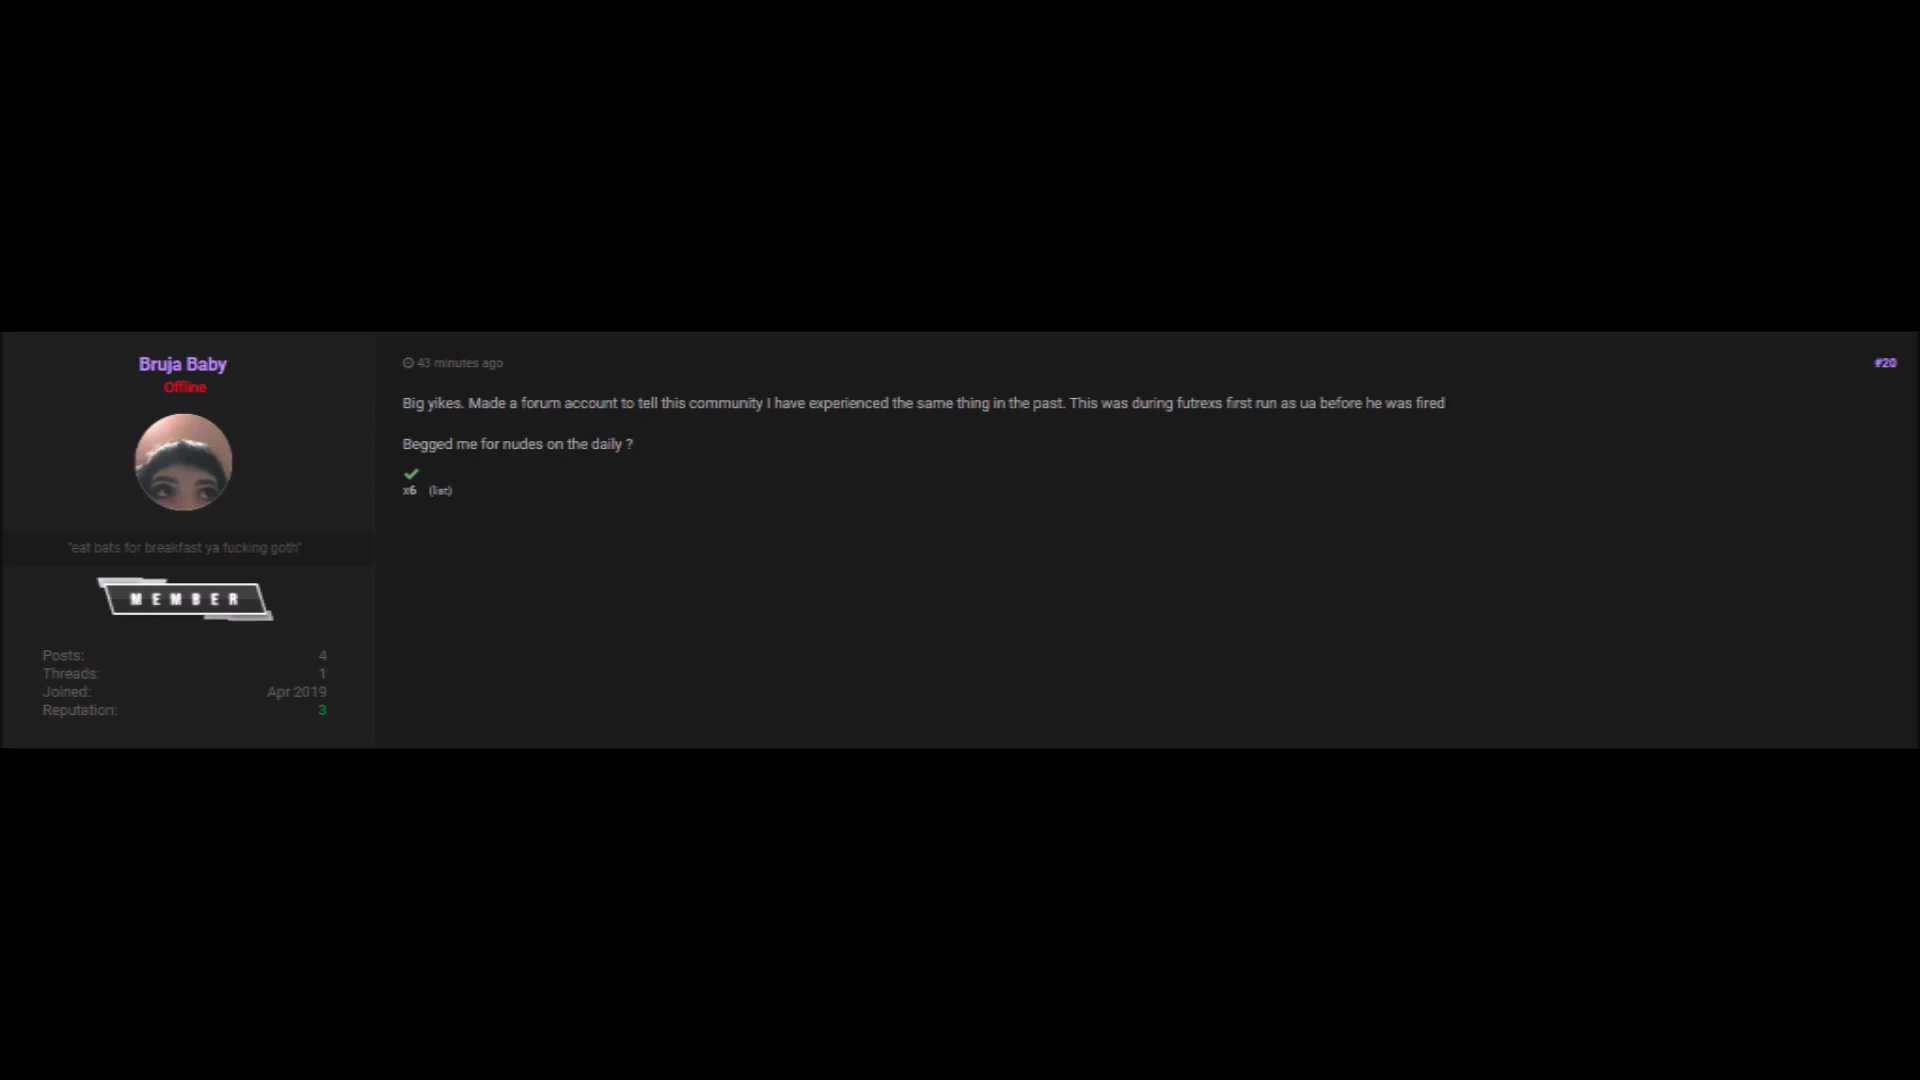 Bruja Baby
Offline
"eat bats for breakfast ya fucking goth"
MEMBER
Posts: 4
Threads: 1
Joined: Apr 2019
Reputation: 3
43 minutes ago
#20
Big yikes. Made a forum account to tell this community I have experienced the same thing in the past. This was during futrexs first run as ua before he was fired
Begged me for nudes on the daily ?
x6 (list)